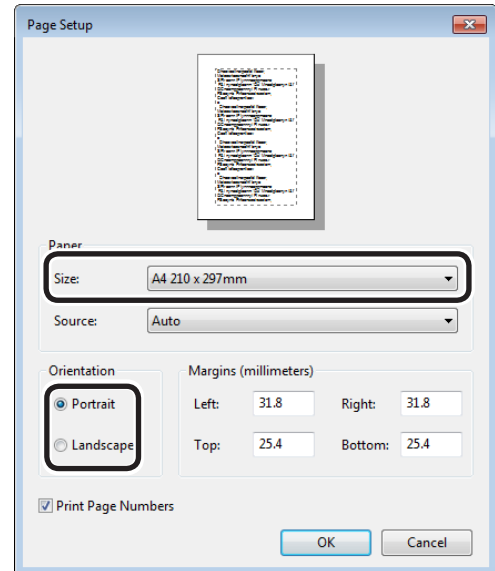 Page Setup
Paper
Size: A4 210 x 297mm
Source: Auto
Orientation
Margins (millimeters)
Portrait
Left: 31.8 Right: 31.8
Landscape
Top: 25.4 Bottom: 25.4
Print Page Numbers
OK Cancel